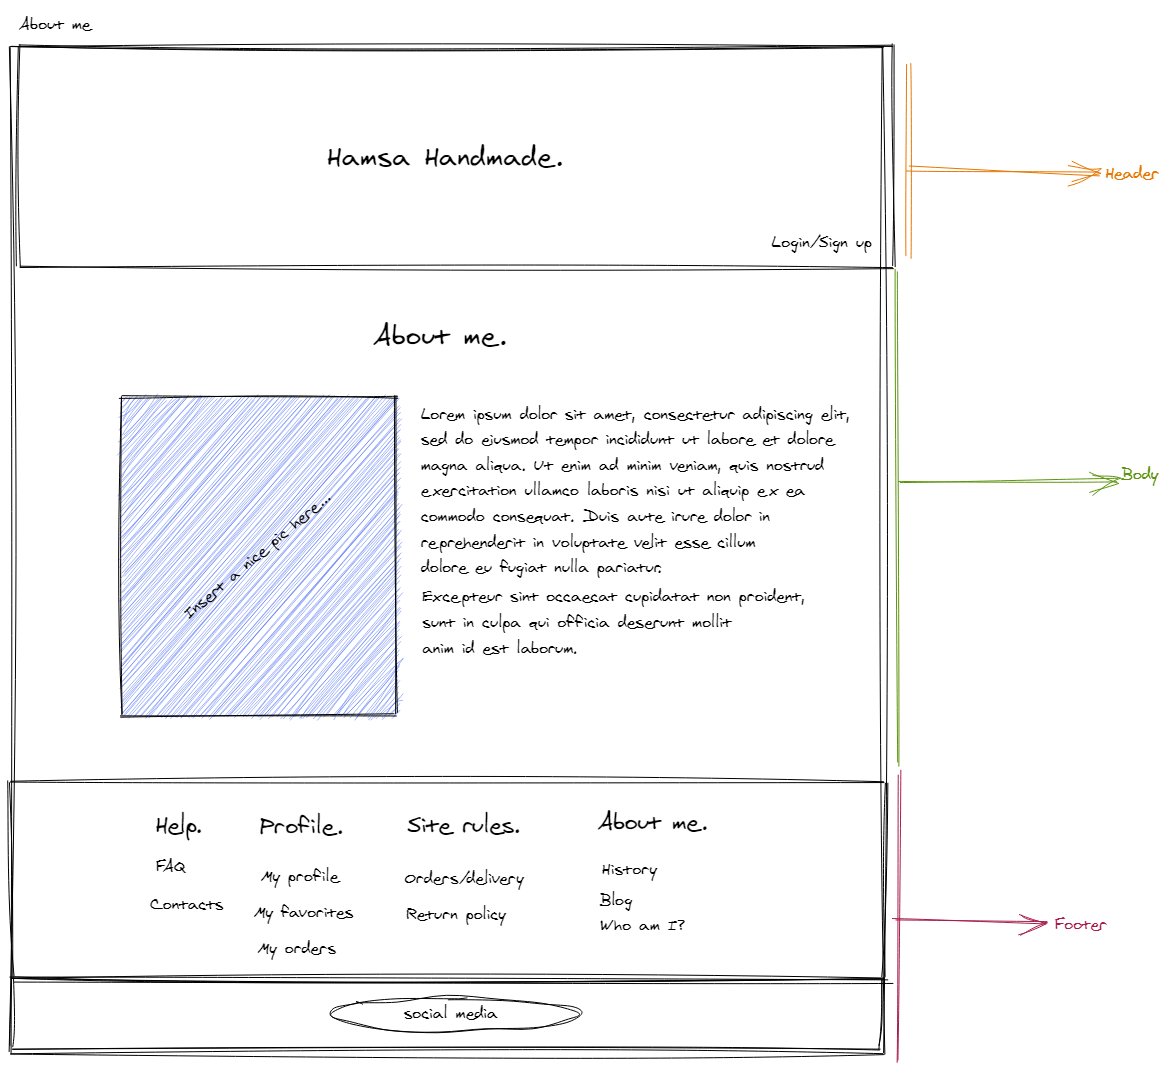 About me
Hamsa Handmade.
Header
Login/Sign up
About me.
Lorem ipsum dolor sit amet, consectetur adipiscing elit,
sed do eiusmod tempor incididunt ut labore et dolore
magna aliqua. Ut enim ad minim veniam, quis nostrud
exercitation ullamco laboris nisi ut aliquip ex ea
commodo consequat. Duis aute irure dolor in
reprehenderit in voluptate velit esse cillum
dolore eu fugiat nulla pariatur.
Excepteur sint occaecat cupidatat non proident,
sunt in culpa qui officia deserunt mollit
anim id est laborum.
Insert a nice pic here...
Body
Help.
FAQ
Contacts
Profile.
My profile
My favorites
My orders
Site rules.
Orders/delivery
Return policy
About me.
History
Blog
Who am I?
Footer
social media